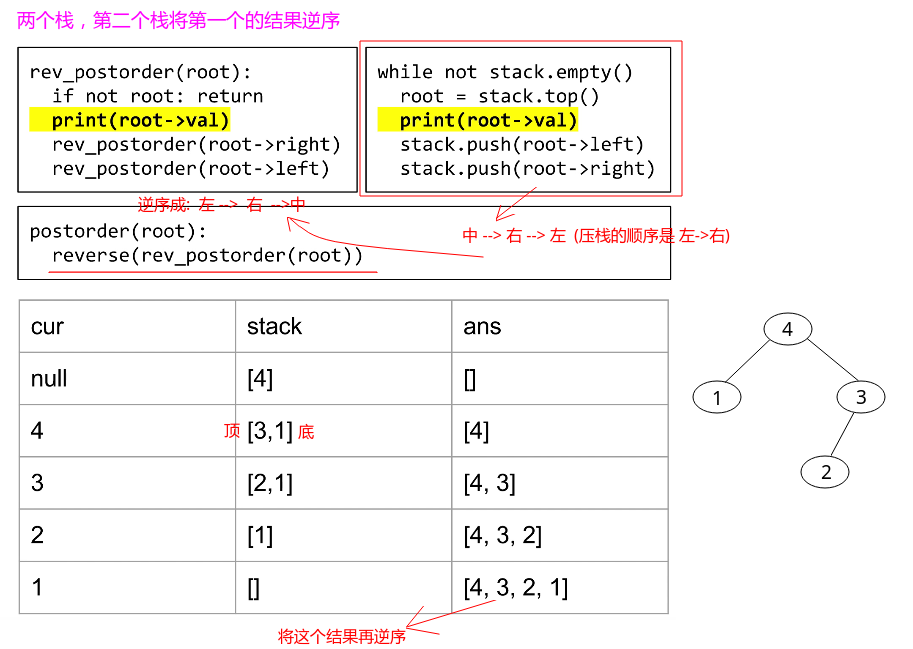 两个栈，第二个栈将第一个的结果逆序
rev_postorder(root):
if not root: return
print(root->val)
rev_postorder(root->right)
rev_postorder(root->left)
while not stack.empty()
root = stack.top()
print(root->val)
stack.push(root->left)
stack.push(root->right)
逆序成: 左 --> 右 -->中
postorder(root):
reverse(rev_postorder(root))
中 --> 右 --> 左 (压栈的顺序是 左->右)
cur stack ans
null [4] []
4 顶 [3,1] 底 [4]
3 [2,1] [4, 3]
2 [1] [4, 3, 2]
1 [] [4, 3, 2, 1]
将这个结果再逆序
4
1 3
2